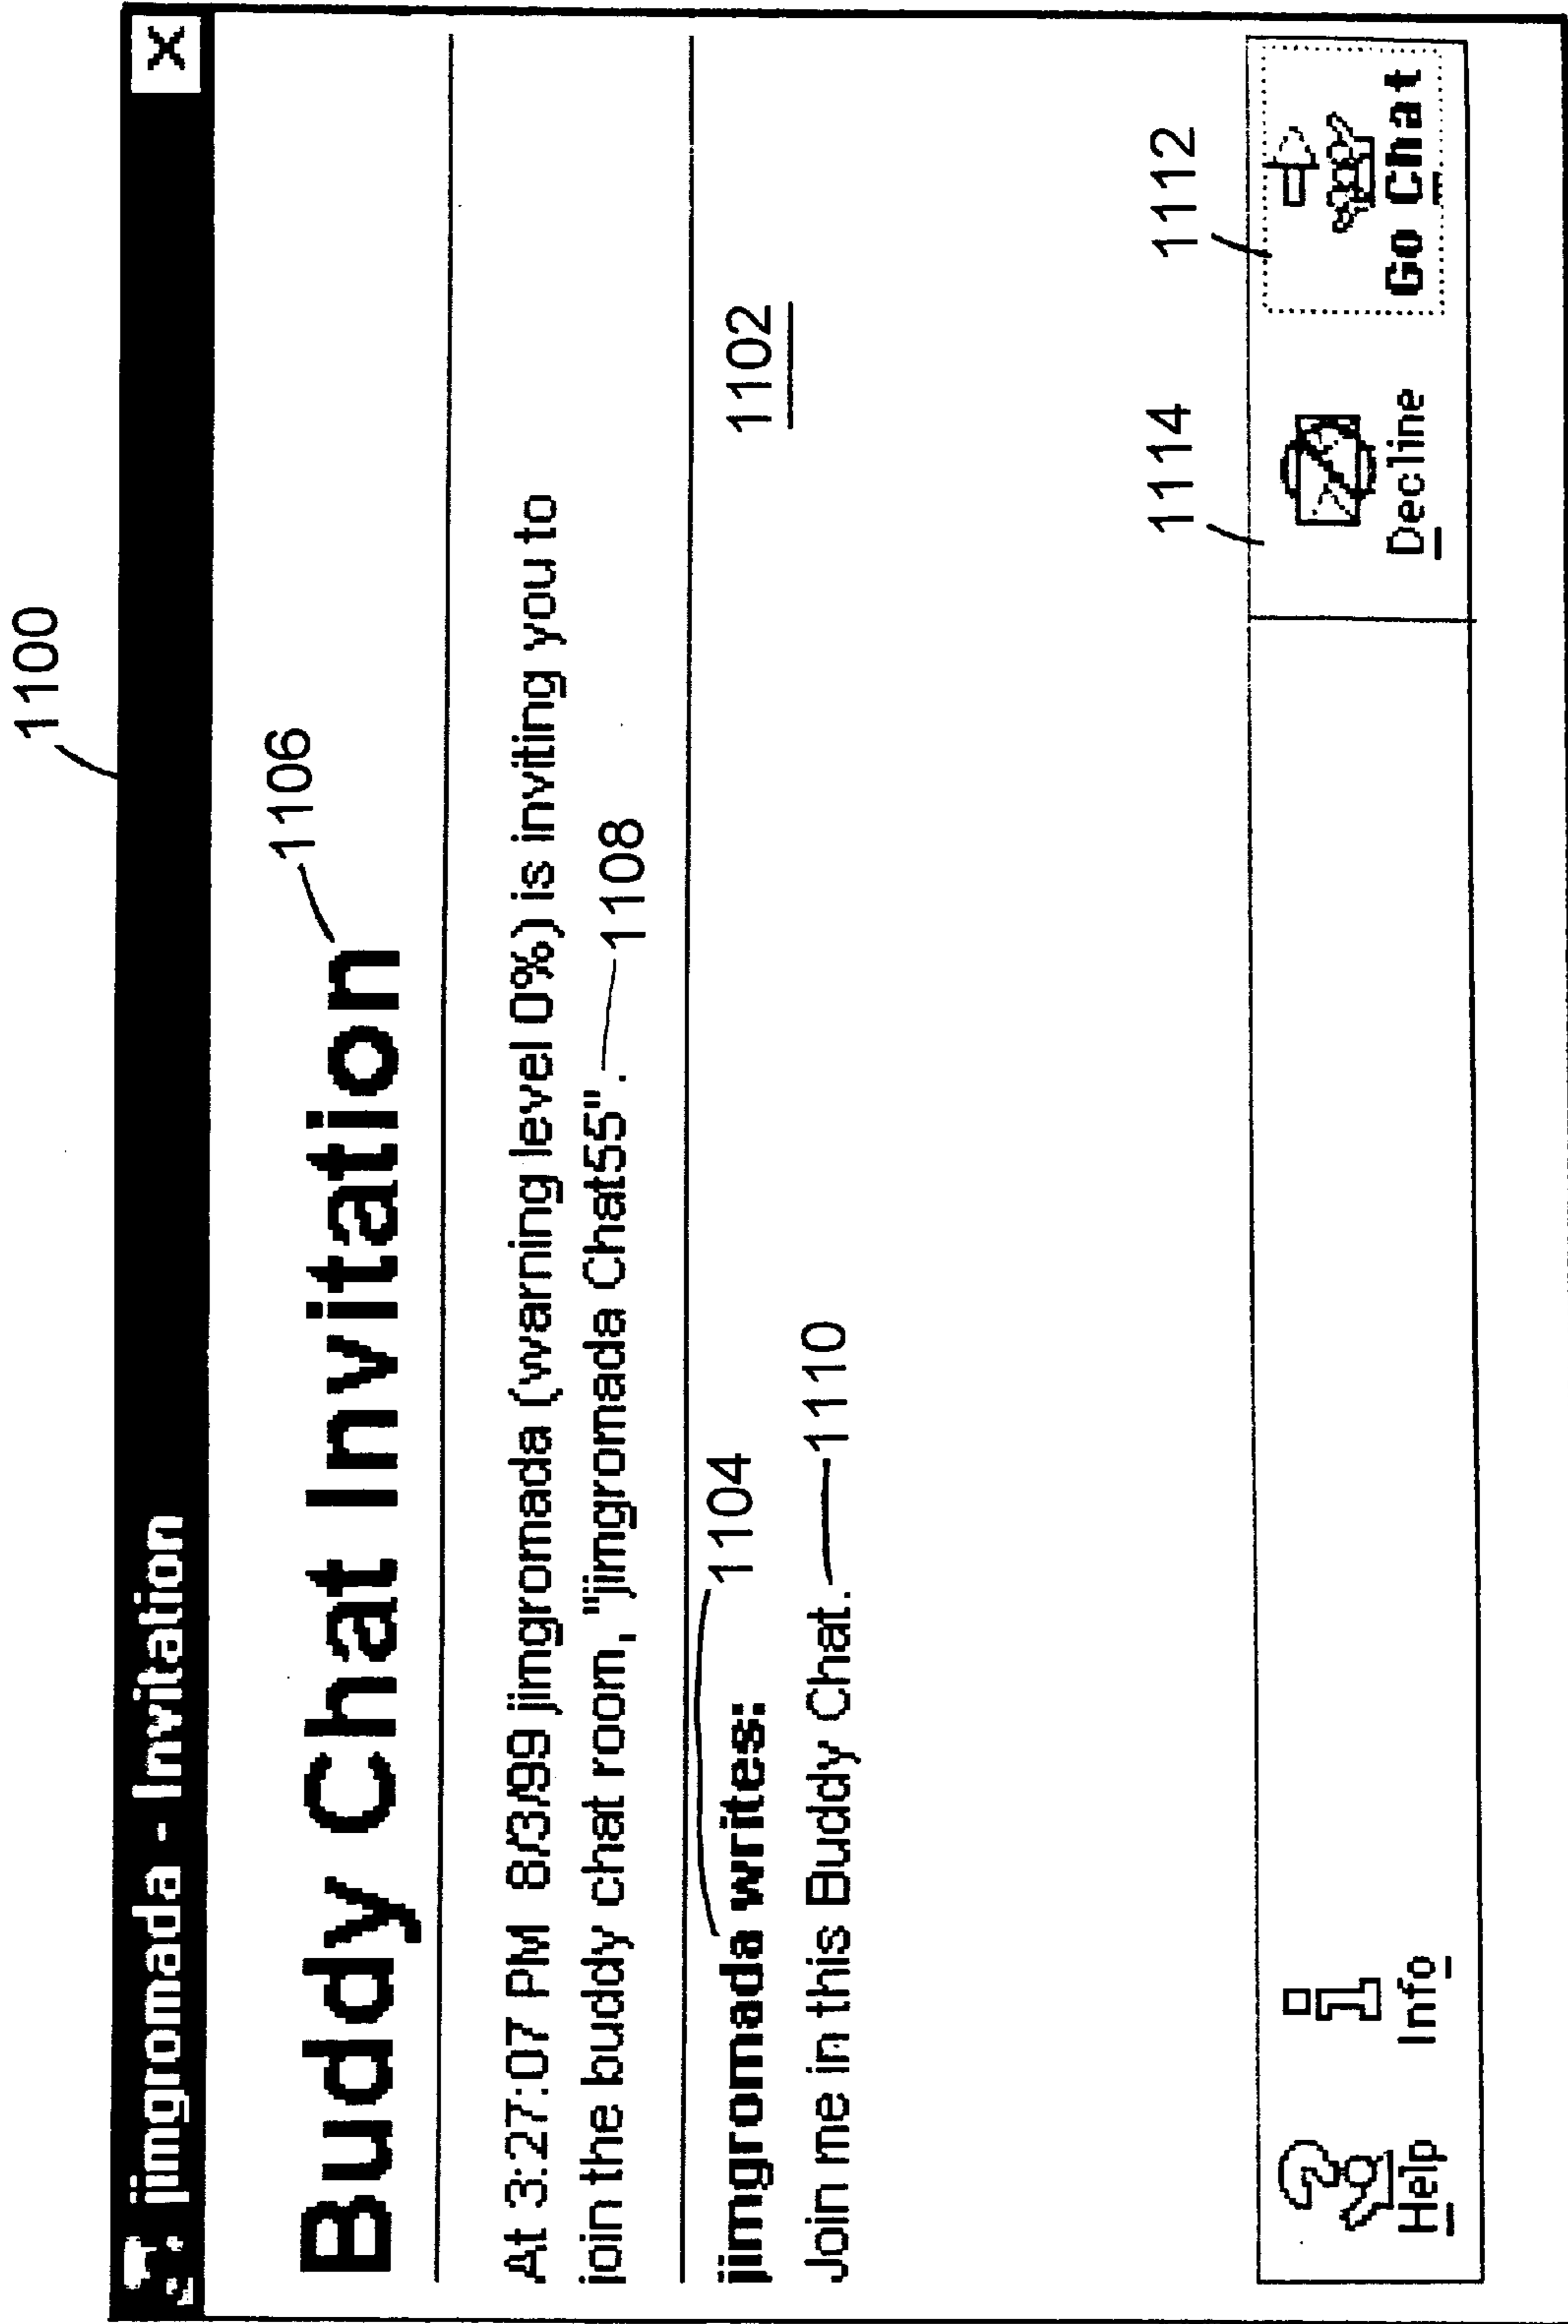 1100
jimgromada - Invitation X
Buddy Chat Invitation 1106
At 3:27:07 PM 8/3/99 jimgromada (warning level 0%) is inviting you to
join the buddy chat room, "jimgromada Chat55". 1108
jimgromada writes: 1104
1102
Join me in this Buddy Chat. 1110
1114 1112
Help Info Decline Go Chat